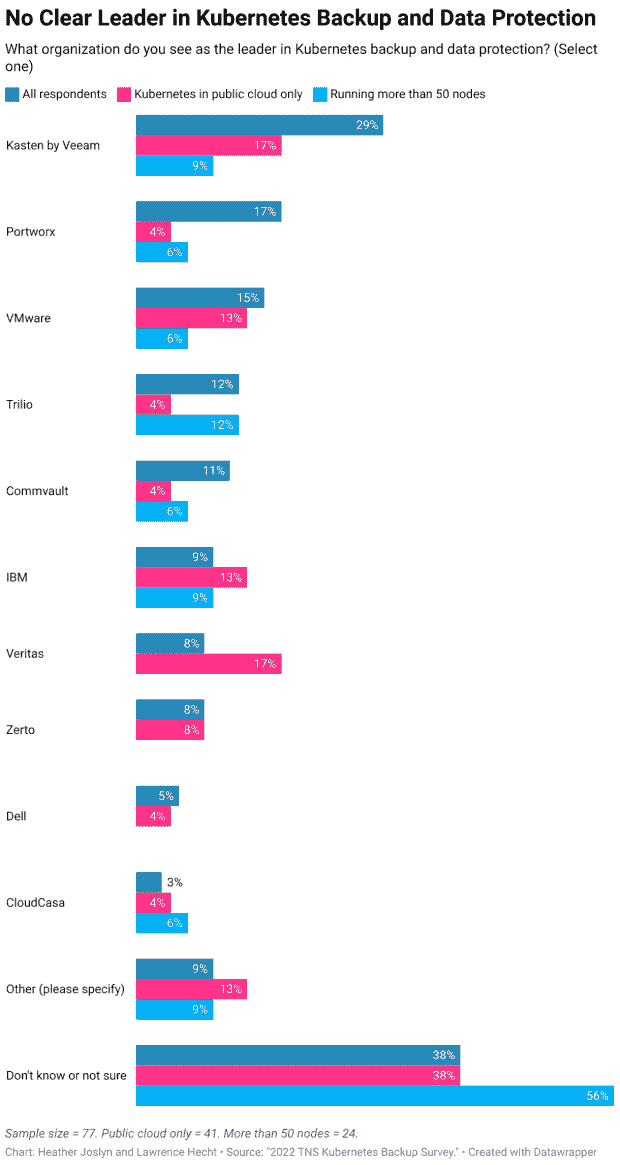 No Clear Leader in Kubernetes Backup and Data Protection
What organization do you see as the leader in Kubernetes backup and data protection? (Select
one)
All respondents Kubernetes in public cloud only Running more than 50 nodes
29%
Kasten by Veeam 17%
9%
17%
Portworx 4%
6%
15%
VMware 13%
6%
12%
Trilio 4%
12%
11%
Commvault 4%
6%
9%
IBM 13%
9%
8%
Veritas
17%
8%
Zerto
8%
5%
Dell
4%
3%
CloudCasa 4%
6%
9%
Other (please specify) 13%
9%
38%
Don't know or not sure 38%
56%
Sample size = 77. Public cloud only = 41. More than 50 nodes = 24.
Chart: Heather Joslyn and Lawrence Hecht • Source: "2022 TNS Kubernetes Backup Survey." • Created with Datawrapper